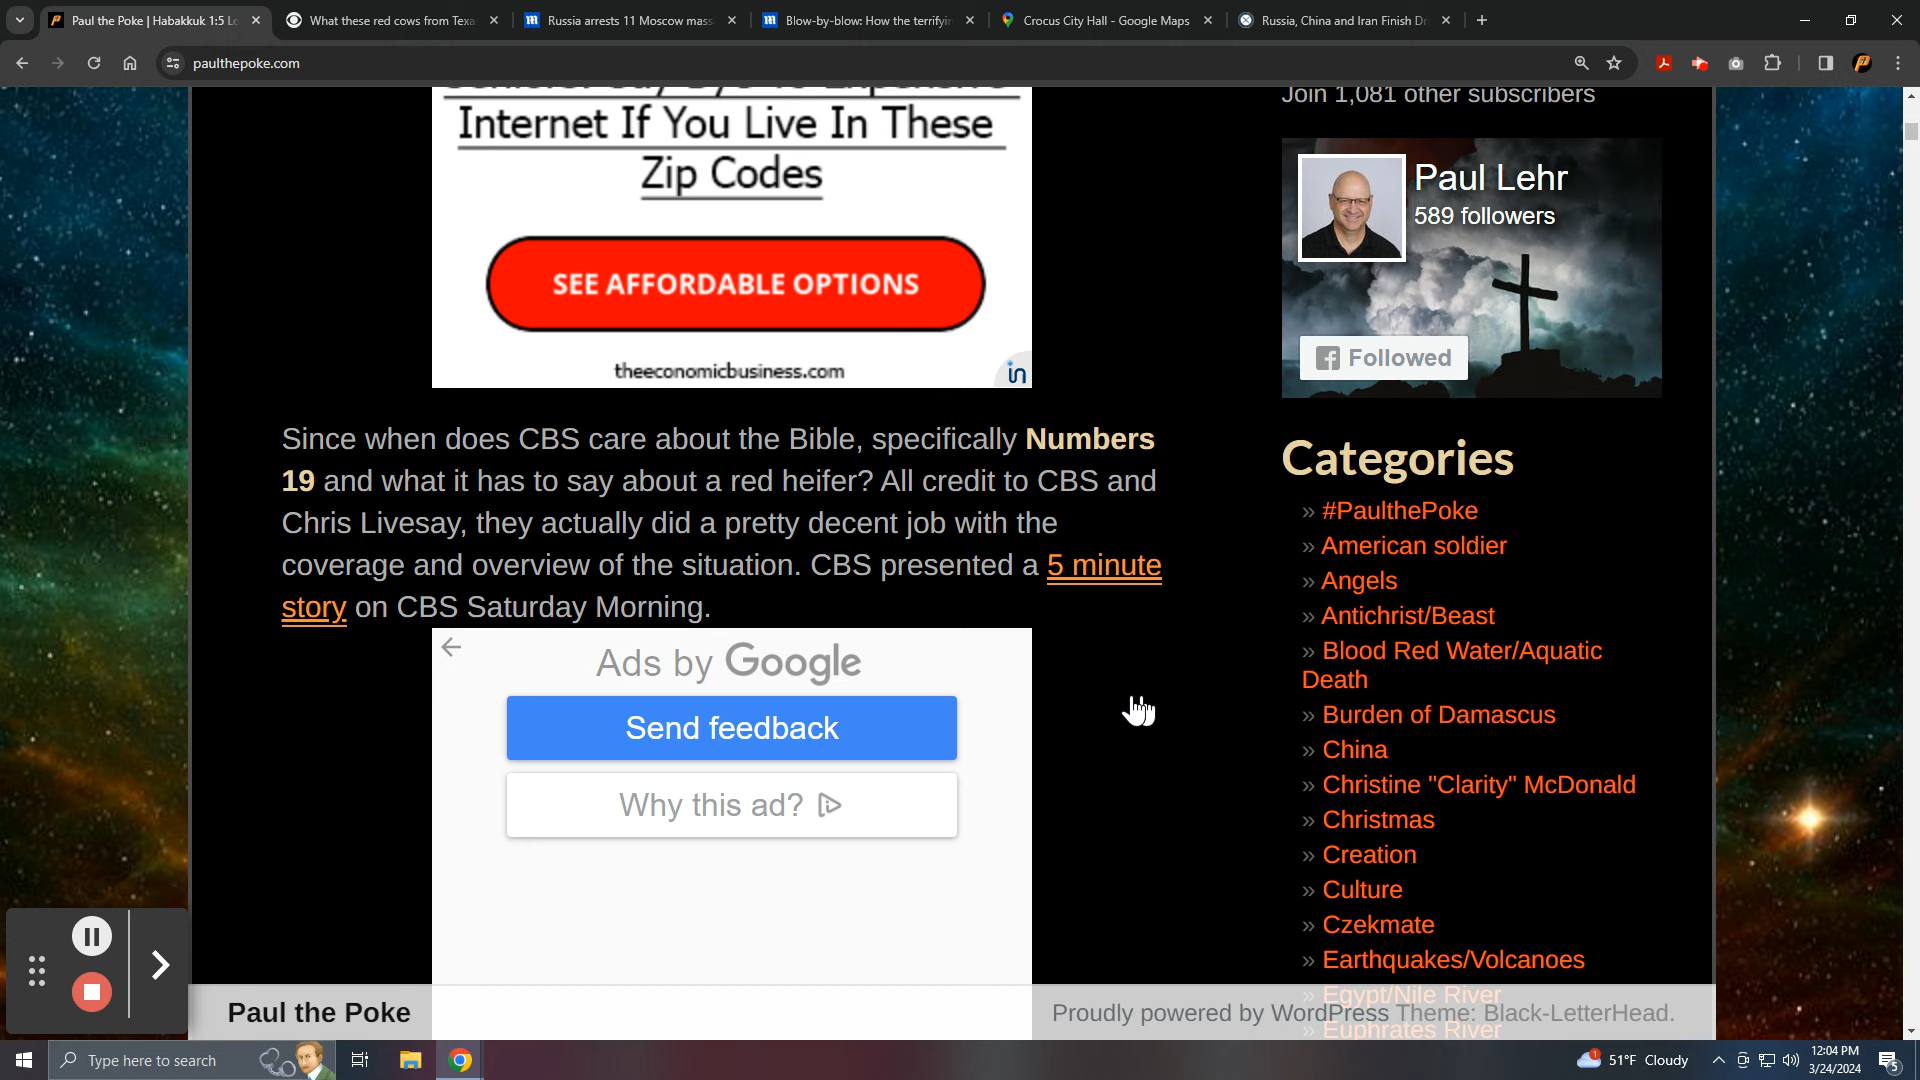 Paul the Poke | Habakkuk 1:5 Lo
What these red cows from Texa
Russia arrests 11 Moscow mass
Blow-by-blow: How the terrifyin
Crocus City Hall - Google Maps
Russia, China and Iran Finish Dr
paulthepoke.com
Internet If You Live In These
Zip Codes
SEE AFFORDABLE OPTIONS
theeconomicbusiness.com
in
Since when does CBS care about the Bible, specifically Numbers
19 and what it has to say about a red heifer? All credit to CBS and
Chris Livesay, they actually did a pretty decent job with the
coverage and overview of the situation. CBS presented a 5 minute
story on CBS Saturday Morning.
Ads by Google
Send feedback
Why this ad?
Join 1,081 other subscribers
Paul Lehr
589 followers
Followed
Categories
» #PaulthePoke
» American soldier
» Angels
» Antichrist/Beast
» Blood Red Water/Aquatic
Death
» Burden of Damascus
» China
» Christine "Clarity" McDonald
» Christmas
» Creation
» Culture
» Czekmate
» Earthquakes/Volcanoes
» Egypt/Nile River
» Euphrates River
Paul the Poke
Proudly powered by WordPress Theme: Black-LetterHead.
Type here to search
1
51°F Cloudy
12:04 PM
3/24/2024
5